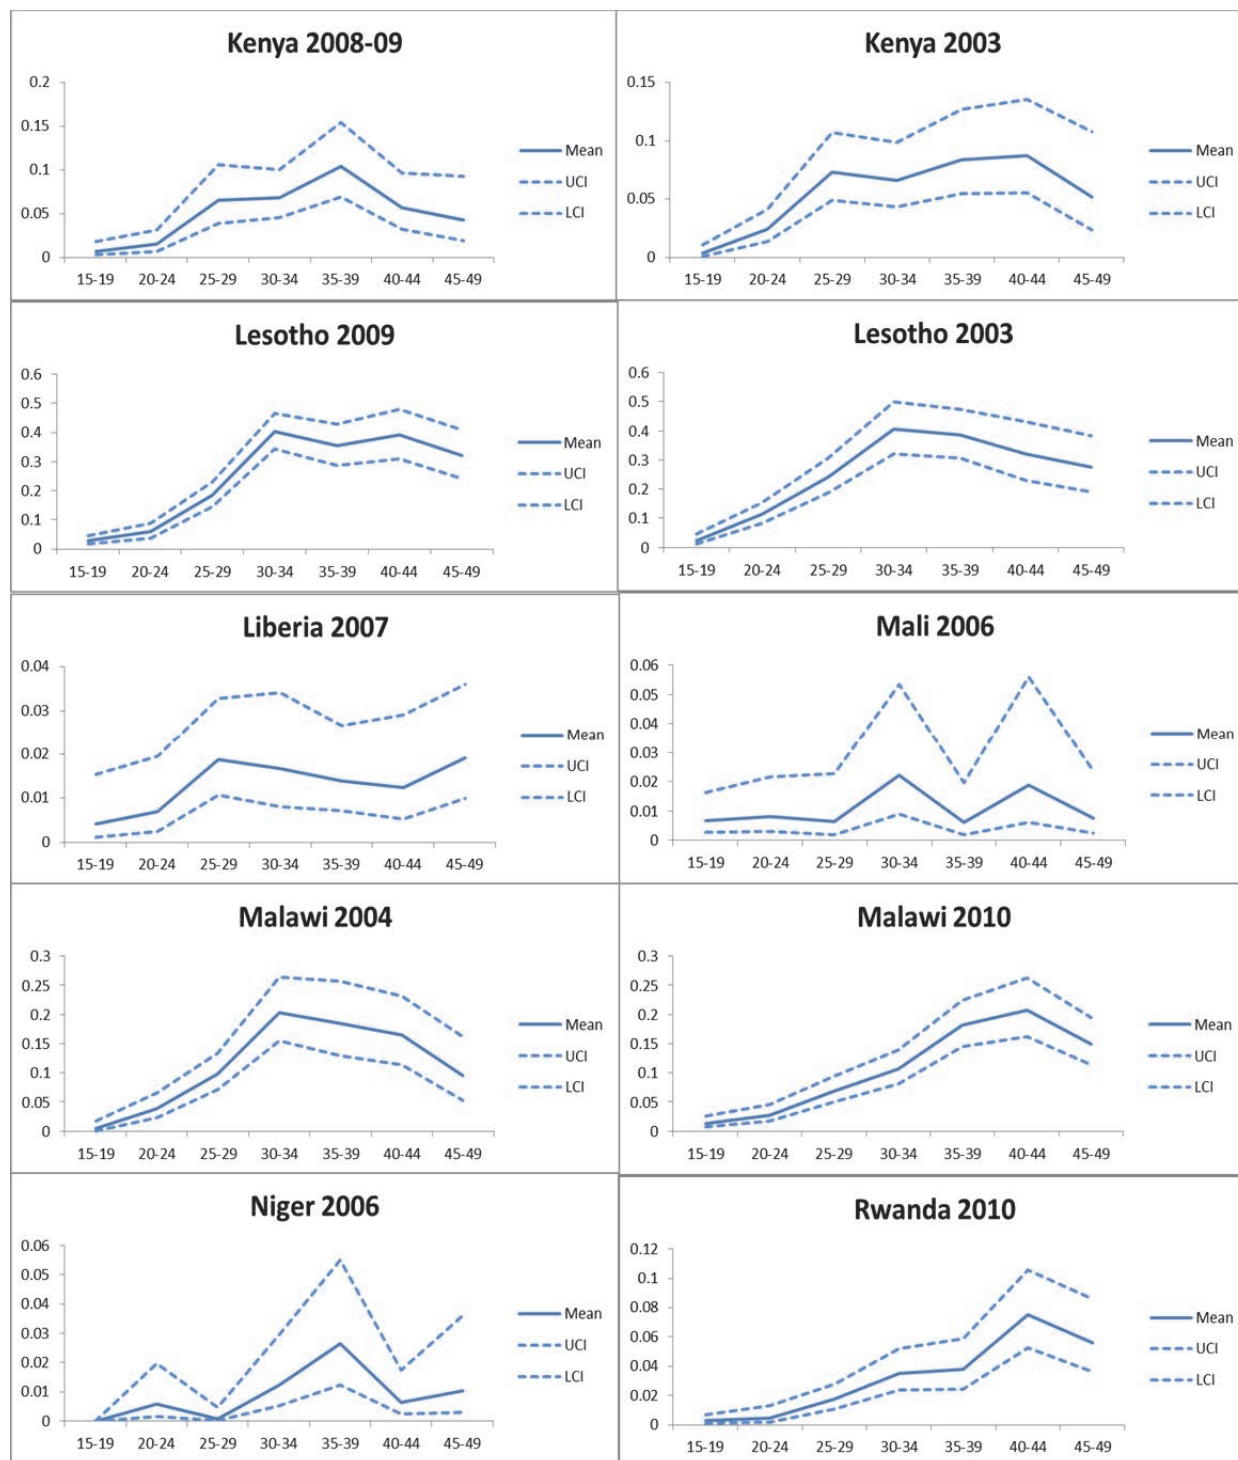 Kenya 2008-09
0.2
0.15
0.1
0.05
0
15-19 20-24 25-29 30-34 35-39 40-44 45-49
Mean
UCI
LCI
Kenya 2003
0.15
0.1
0.05
0
15-19 20-24 25-29 30-34 35-39 40-44 45-49
Mean
UCI
LCI
Lesotho 2009
0.6
0.5
0.4
0.3
0.2
0.1
0
15-19 20-24 25-29 30-34 35-39 40-44 45-49
Mean
UCI
LCI
Lesotho 2003
0.6
0.5
0.4
0.3
0.2
0.1
0
15-19 20-24 25-29 30-34 35-39 40-44 45-49
Mean
UCI
LCI
Liberia 2007
0.04
0.03
0.02
0.01
0
15-19 20-24 25-29 30-34 35-39 40-44 45-49
Mean
UCI
LCI
Mali 2006
0.06
0.05
0.04
0.03
0.02
0.01
0
15-19 20-24 25-29 30-34 35-39 40-44 45-49
Mean
UCI
LCI
Malawi 2004
0.3
0.25
0.2
0.15
0.1
0.05
0
15-19 20-24 25-29 30-34 35-39 40-44 45-49
Mean
UCI
LCI
Malawi 2010
0.3
0.25
0.2
0.15
0.1
0.05
0
15-19 20-24 25-29 30-34 35-39 40-44 45-49
Mean
UCI
LCI
Niger 2006
0.06
0.05
0.04
0.03
0.02
0.01
0
15-19 20-24 25-29 30-34 35-39 40-44 45-49
Mean
UCI
LCI
Rwanda 2010
0.12
0.1
0.08
0.06
0.04
0.02
0
15-19 20-24 25-29 30-34 35-39 40-44 45-49
Mean
UCI
LCI